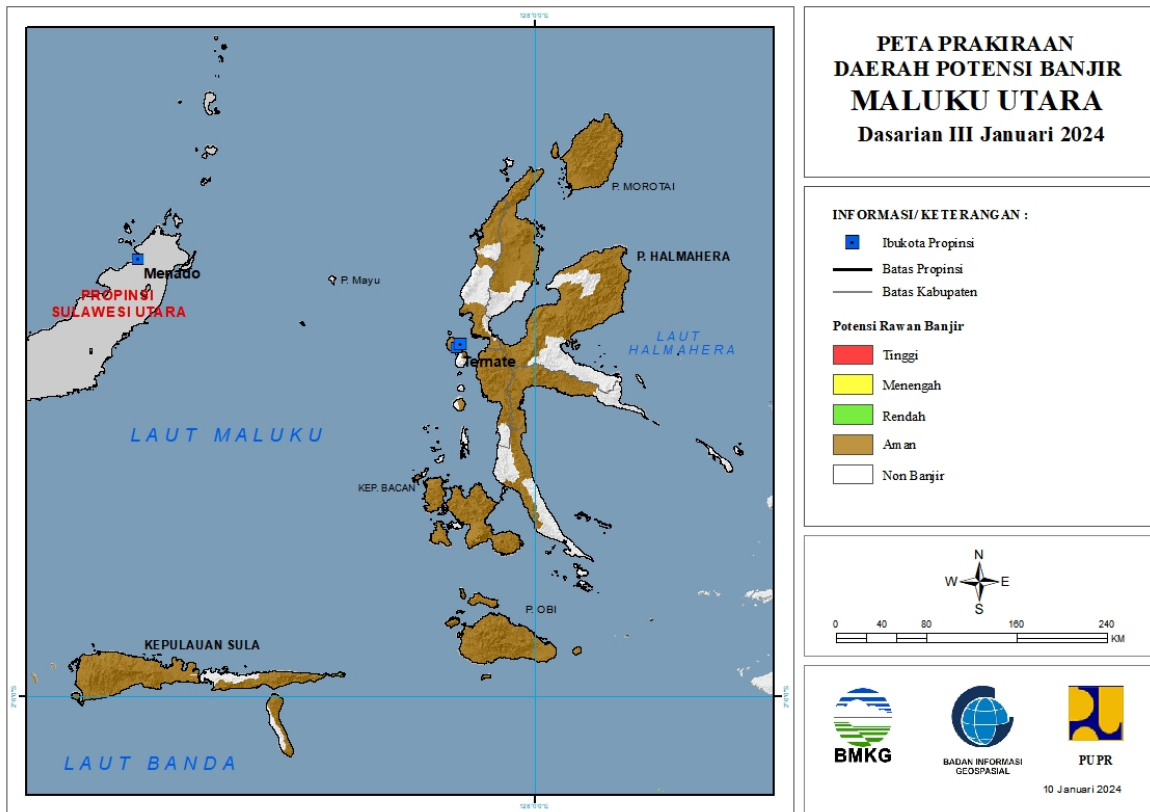 128°0'0"E
PETA PRAKIRAAN
DAERAH POTENSI BANJIR
MALUKU UTARA
Dasarian III Januari 2024
P. MOROTAI
Menado
PROPINSI
SULAWESI UTARA
P. Mayu
P. HALMAHERA
LAUT
HALMAHERA
Ternate
LAUT MALUKU
KEP. BACAN
P. OBI
KEPULAUAN SULA
LAUT BANDA
INFORMASI/ KETERANGAN :
Ibukota Propinsi
Batas Propinsi
Batas Kabupaten
Potensi Rawan Banjir
Tinggi
Menengah
Rendah
Aman
Non Banjir
N
W E
S
0 40 80 160 240
KM
BMKG
BADAN INFORMASI
GEOSPASIAL
PUPR
10 Januari 2024